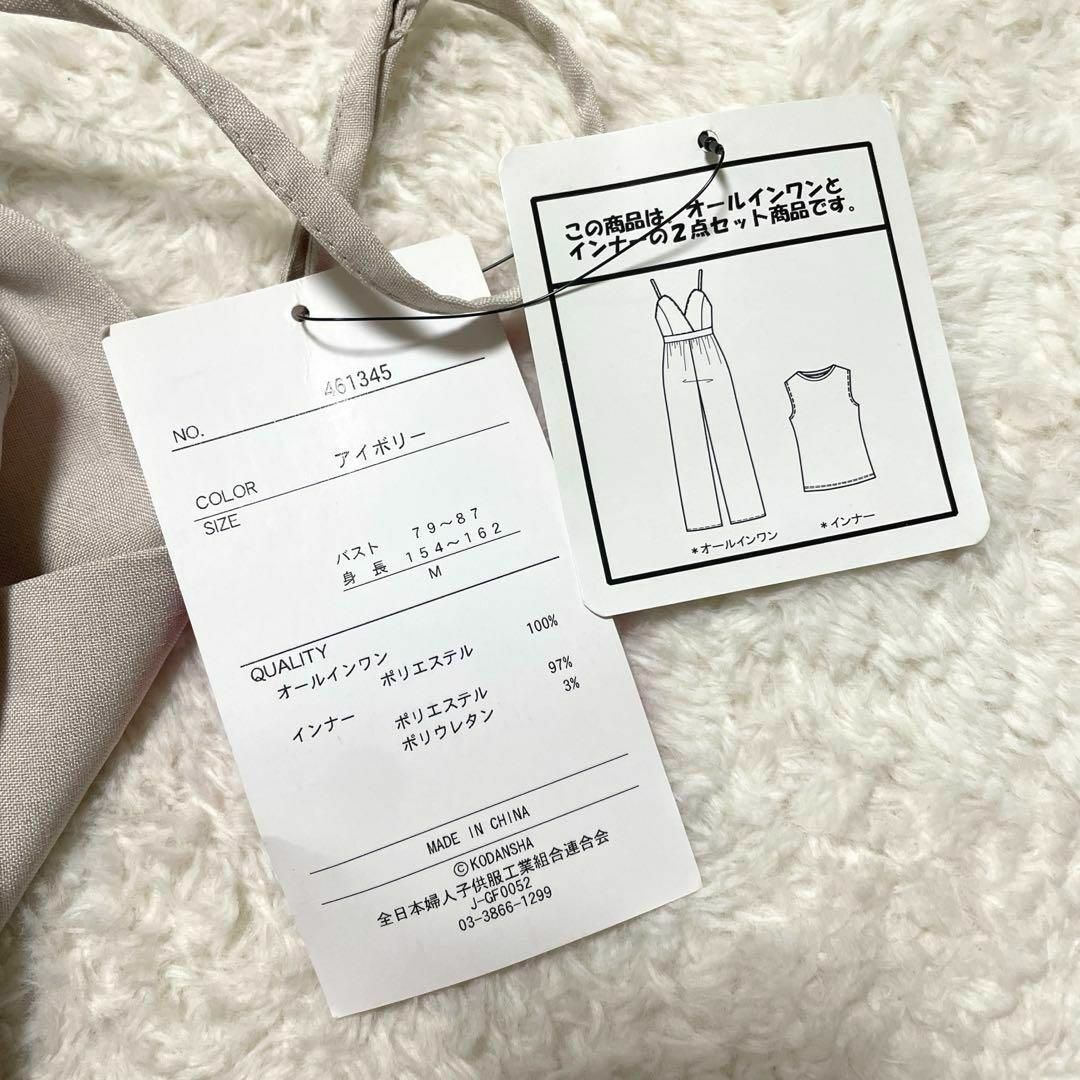 NO. 461345
COLOR アイボリー
SIZE
バスト 79～87
身長 154～162
M
QUALITY
オールインワン ポリエステル 100%
インナー ポリエステル 97%
ポリウレタン 3%
MADE IN CHINA
©KODANSHA
全日本婦人子供服工業組合連合会
J-GF0052
03-3866-1299
この商品は、オールインワンと
インナーの2点セット商品です。
*オールインワン *インナー